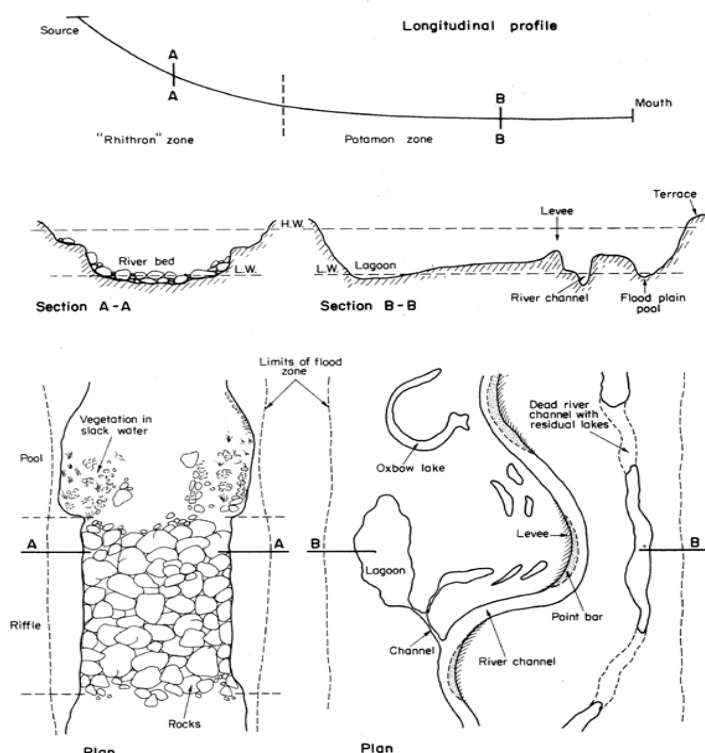 Longitudinal profile
Source
A
A
B
B
Mouth
"Rhithron" zone
Potamon zone
Terrace
Levee
H.W.
River bed
L.W.
L.W.
Lagoon
River channel
Flood plain
pool
Section A-A
Section B-B
Limits of flood
zone
Vegetation in
slack water
Pool
Oxbow lake
Dead river
channel with
residual lakes
A
A
B
B
Levee
Lagoon
Point bar
Riffle
Channel
River channel
Rocks
Plan
Plan